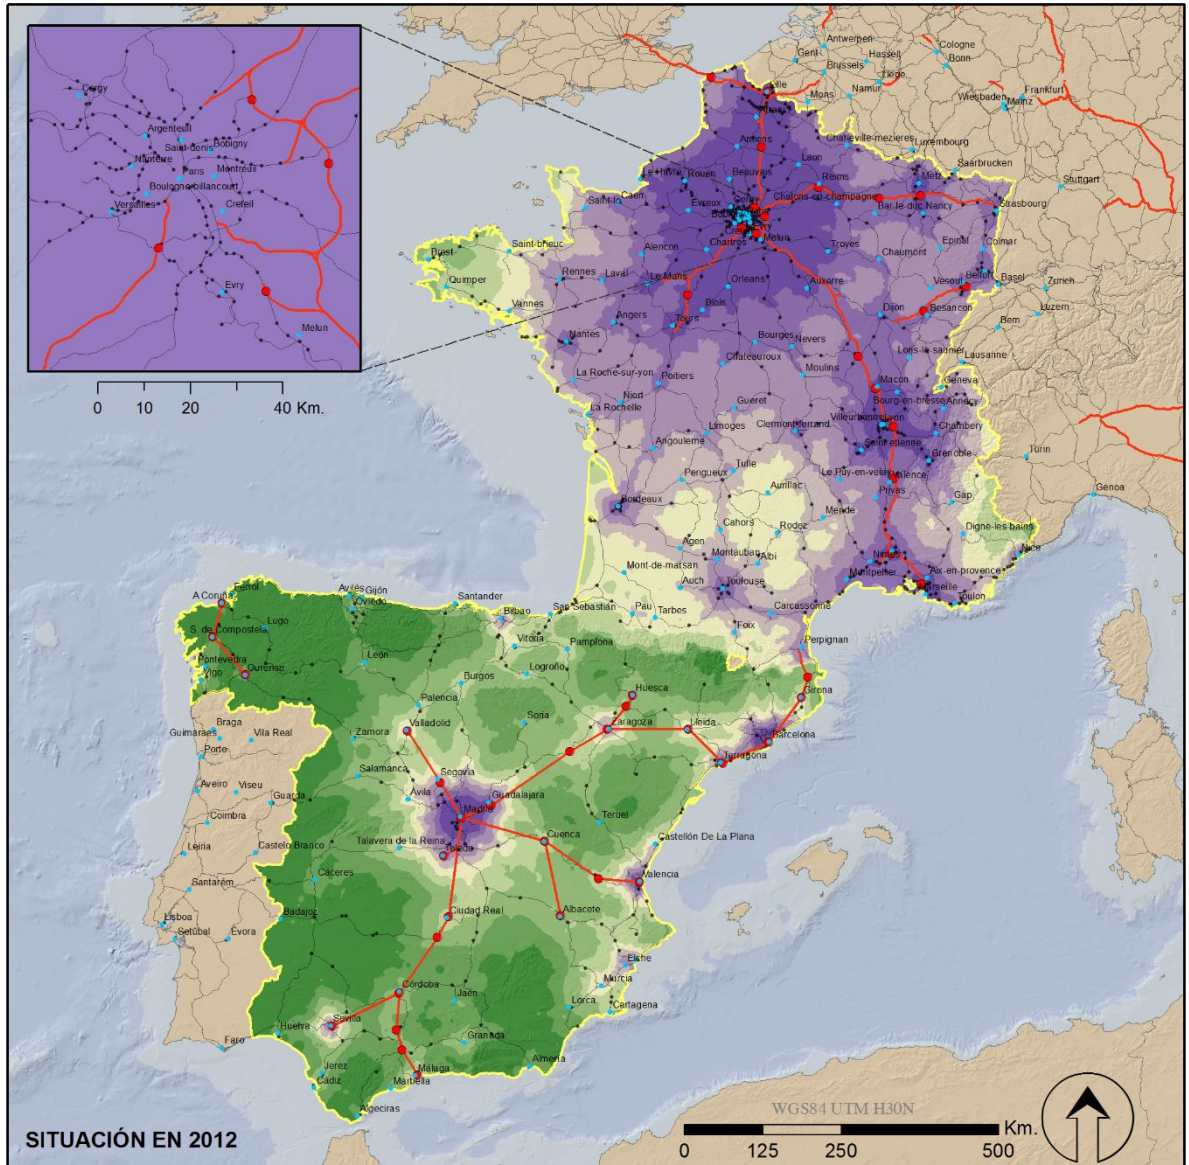 Cergy
Argenteuil
Saint-denis
Bobigny
Nanterre
Paris
Montreuil
Boulogne-billancourt
Versailles
Creteil
Evry
Melun
0 10 20 40 Km.
Antwerpen
Gent
Hasselt
Cologne
Bonn
Brussels
Liege
Lille
Mons
Namur
Wiesbaden
Frankfurt
Mainz
Amiens
Charleville-mezieres
Luxembourg
Laon
Saarbrucken
Le Havre
Rouen
Beauvais
Reims
Metz
Stuttgart
Saint-lo
Caen
Evreux
Chalons-en-champagne
Bar-le-duc
Nancy
Strasbourg
Melun
Saint-brieuc
Alencon
Chartres
Troyes
Epinal
Colmar
Brest
Chaumont
Quimper
Rennes
Laval
Le Mans
Orleans
Auxerre
Vesoul
Belfort
Basel
Zurich
Vannes
Blois
Dijon
Besancon
Luzern
Angers
Tours
Bern
Nantes
Bourges
Nevers
Chateauroux
Lons-le-saunier
Lausanne
La Roche-sur-yon
Poitiers
Moulins
Macon
Geneva
Niort
Gueret
Bourg-en-bresse
Annecy
La Rochelle
Villeurbanne
Lyon
Limoges
Clermont-ferrand
Chambery
Angouleme
Saint-etienne
Grenoble
Turin
Perigueux
Tulle
Le Puy-en-velay
Valence
Aurillac
Privas
Genoa
Bordeaux
Mende
Gap
Cahors
Rodez
Digne-les bains
Agen
Montauban
Albi
Nimes
Nice
Mont-de-marsan
Montpellier
Aix-en-provence
Auch
Toulouse
Marseille
Toulon
Ferrol
Avilés
Gijón
Santander
A Coruña
Oviedo
Bilbao
San Sebastián
Pau
Tarbes
Carcassonne
Foix
Lugo
S. de Compostela
Vitoria
Pamplona
Perpignan
León
Pontevedra
Ourense
Logroño
Vigo
Burgos
Huesca
Girona
Palencia
Braga
Soria
Valladolid
Zaragoza
Lleida
Guimaraes
Vila Real
Zamora
Barcelona
Porto
Tarragona
Salamanca
Segovia
Aveiro
Viseu
Ávila
Guadalajara
Guarda
Madrid
Coimbra
Teruel
Castellón De La Plana
Leiria
Castelo Branco
Talavera de la Reina
Cuenca
Toledo
Cáceres
Valencia
Santarém
Lisboa
Badajoz
Ciudad Real
Albacete
Setúbal
Évora
Elche
Murcia
Córdoba
Jaén
Lorca
Cartagena
Huelva
Sevilla
Faro
Granada
Jerez
Almería
Cádiz
Málaga
Marbella
Algeciras
WGS84 UTM H30N
SITUACIÓN EN 2012
Km.
0 125 250 500